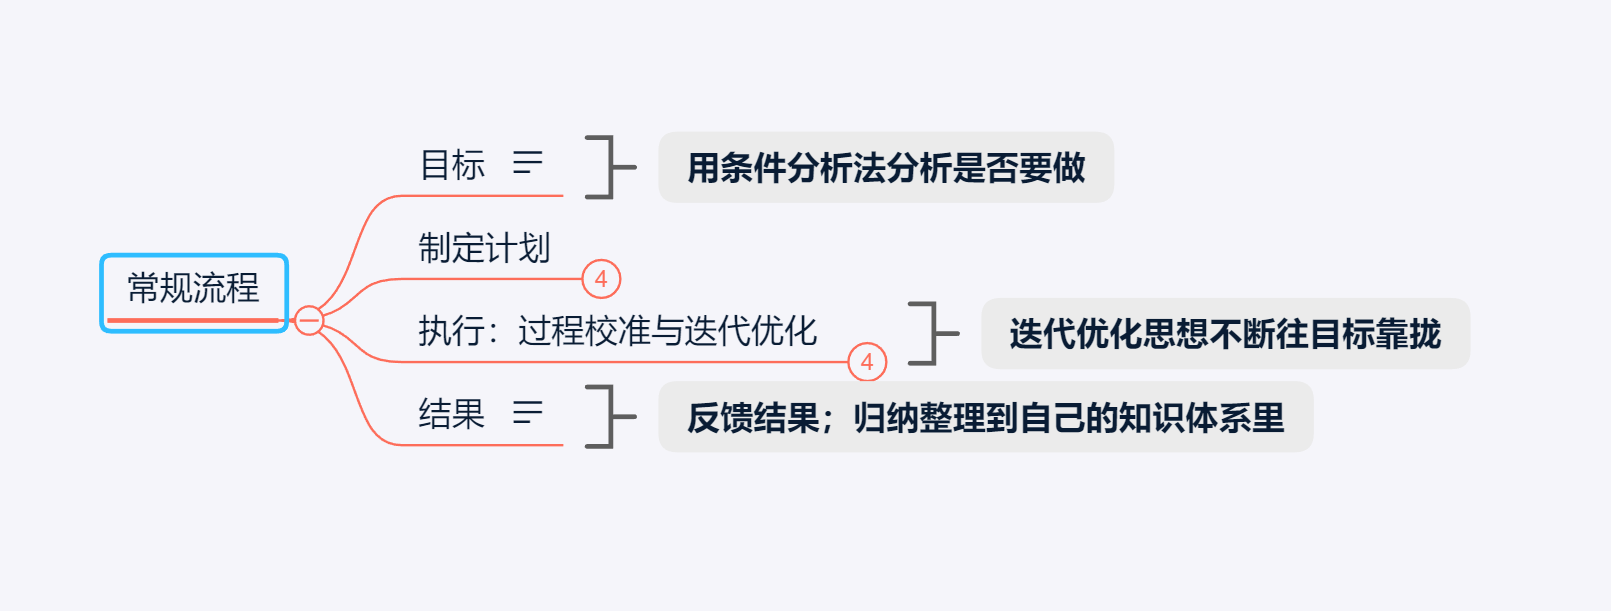 目标
用条件分析法分析是否要做
制定计划
4
常规流程
执行：过程校准与迭代优化
4
迭代优化思想不断往目标靠拢
结果
反馈结果；归纳整理到自己的知识体系里